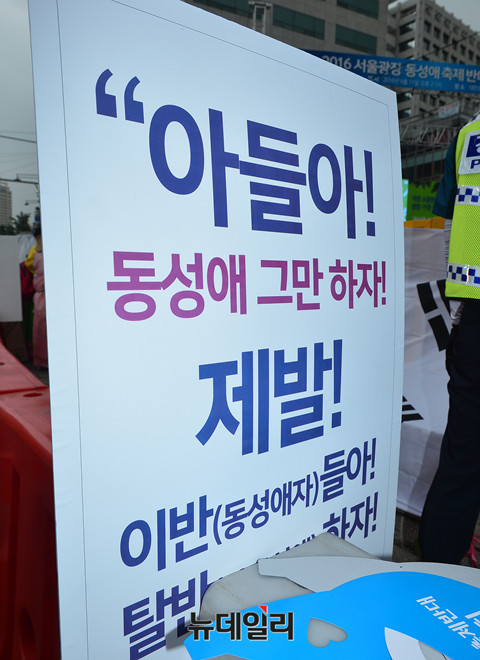 2016 서울광장 동성애 축제 반대
“아들아!
동성애 그만 하자!
제발!
이반(동성애자)들아!
탈반 하자!
뉴데일리